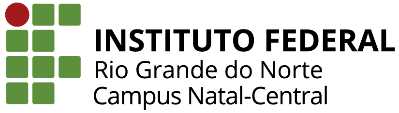 INSTITUTO FEDERAL
Rio Grande do Norte
Campus Natal-Central